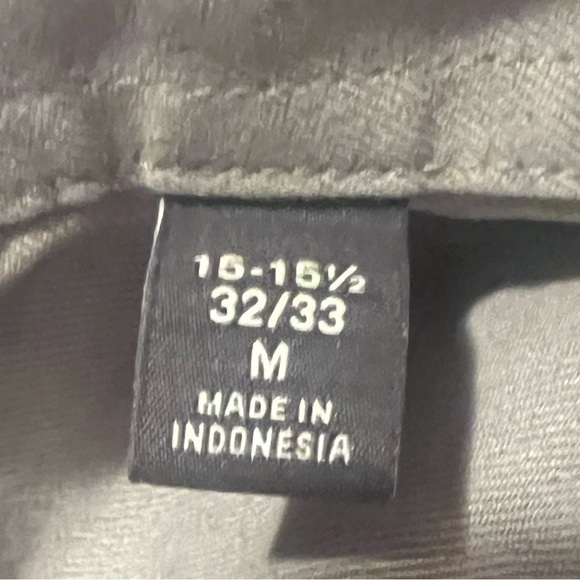 15-15½
32/33
M
MADE IN
INDONESIA